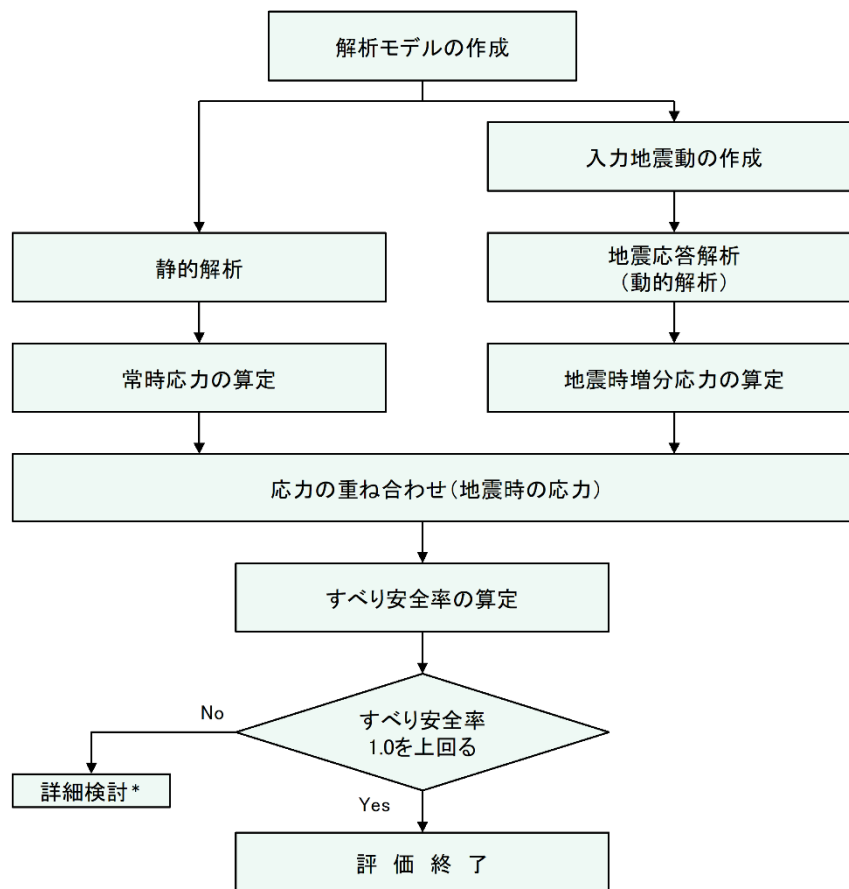 解析モデルの作成
入力地震動の作成
静的解析
地震応答解析
(動的解析)
常時応力の算定
地震時増分応力の算定
応力の重ね合わせ(地震時の応力)
すべり安全率の算定
すべり安全率
1.0を上回る
No
詳細検討*
Yes
評 価 終 了